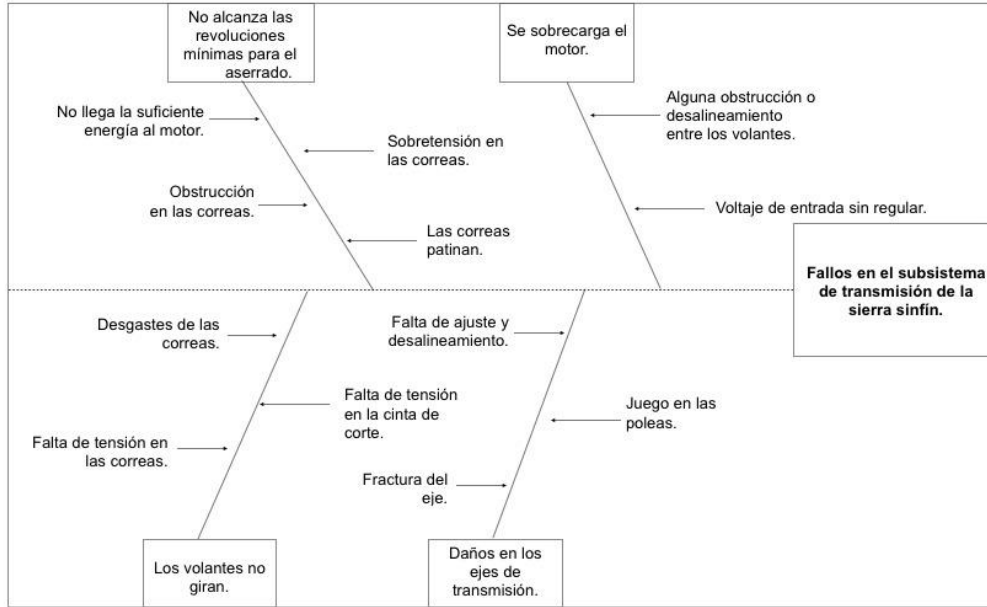 No alcanza las
revoluciones
mínimas para el
aserrado.
Se sobrecarga el
motor.
No llega la suficiente
energía al motor.
Sobretensión en
las correas.
Obstrucción
en las correas.
Las correas
patinan.
Alguna obstrucción o
desalineamiento
entre los volantes.
Voltaje de entrada sin regular.
Fallos en el subsistema
de transmisión de la
sierra sinfín.
Desgastes de las
correas.
Falta de tensión
en la cinta de
corte.
Falta de tensión en
las correas.
Falta de ajuste y
desalineamiento.
Juego en las
poleas.
Fractura del
eje.
Los volantes no
giran.
Daños en los
ejes de
transmisión.